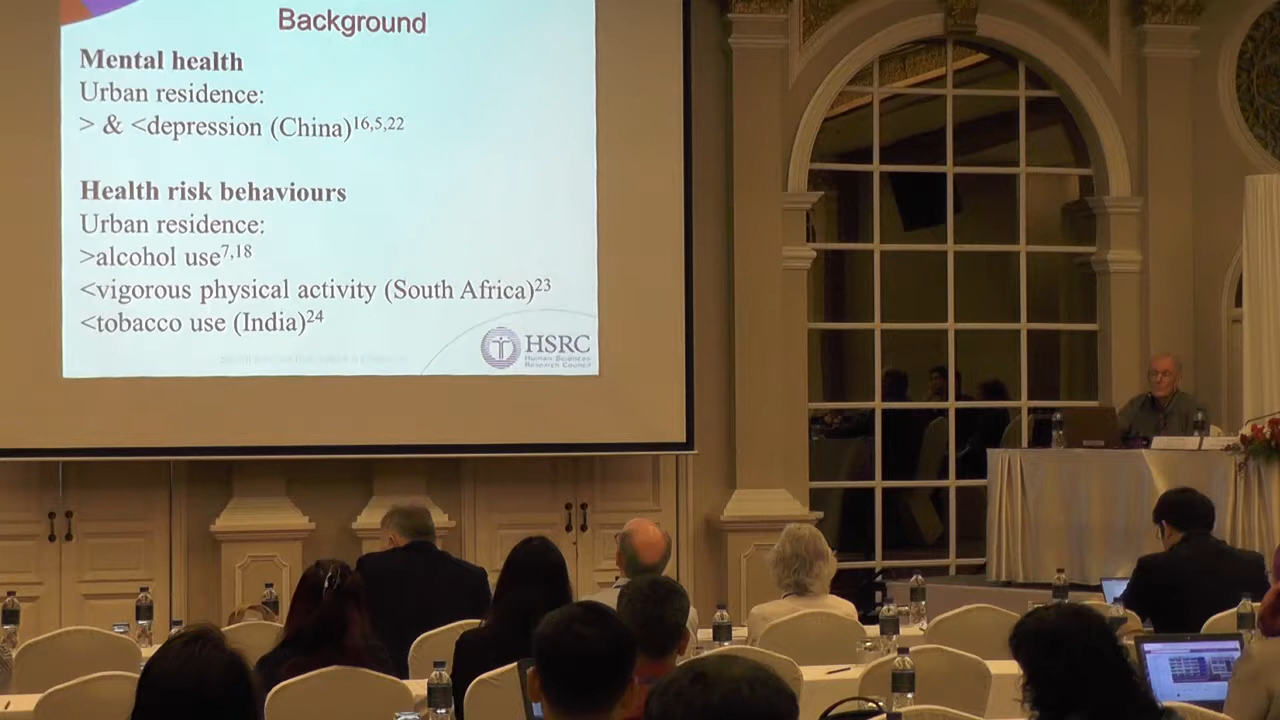 Background
Mental health
Urban residence:
> & <depression (China)16,5,22
Health risk behaviours
Urban residence:
>alcohol use7,18
<vigorous physical activity (South Africa)23
<tobacco use (India)24
HSRC
Human Sciences
Research Council